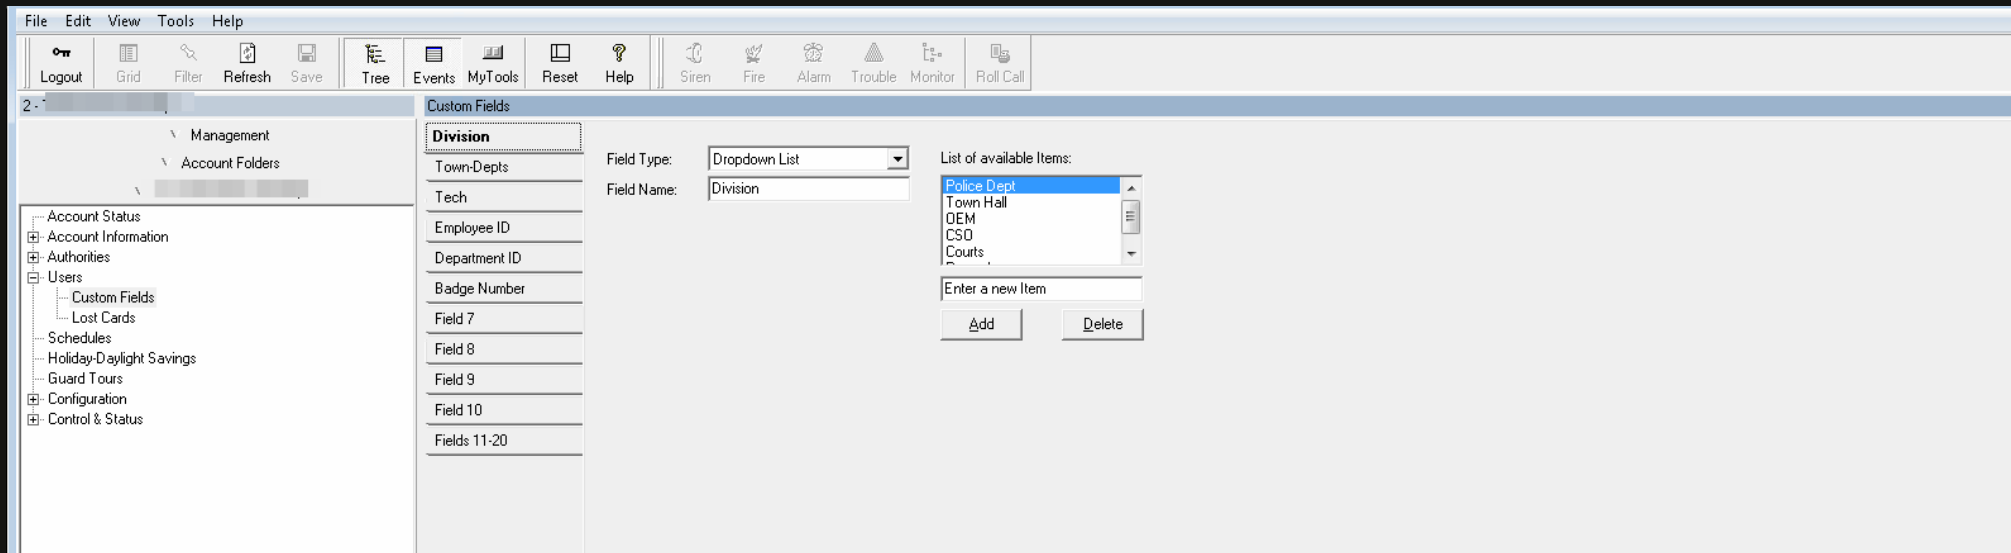 File Edit View Tools Help
Logout Grid Filter Refresh Save Tree Events MyTools Reset Help Siren Fire Alarm Trouble Monitor Roll Call
2 -
Custom Fields
Management
Account Folders
Account Status
Account Information
Authorities
Users
Custom Fields
Lost Cards
Schedules
Holiday-Daylight Savings
Guard Tours
Configuration
Control & Status
Division
Town-Depts
Tech
Employee ID
Department ID
Badge Number
Field 7
Field 8
Field 9
Field 10
Fields 11-20
Field Type: Dropdown List
Field Name: Division
List of available Items:
Police Dept
Town Hall
OEM
CSO
Courts
Enter a new Item
Add Delete